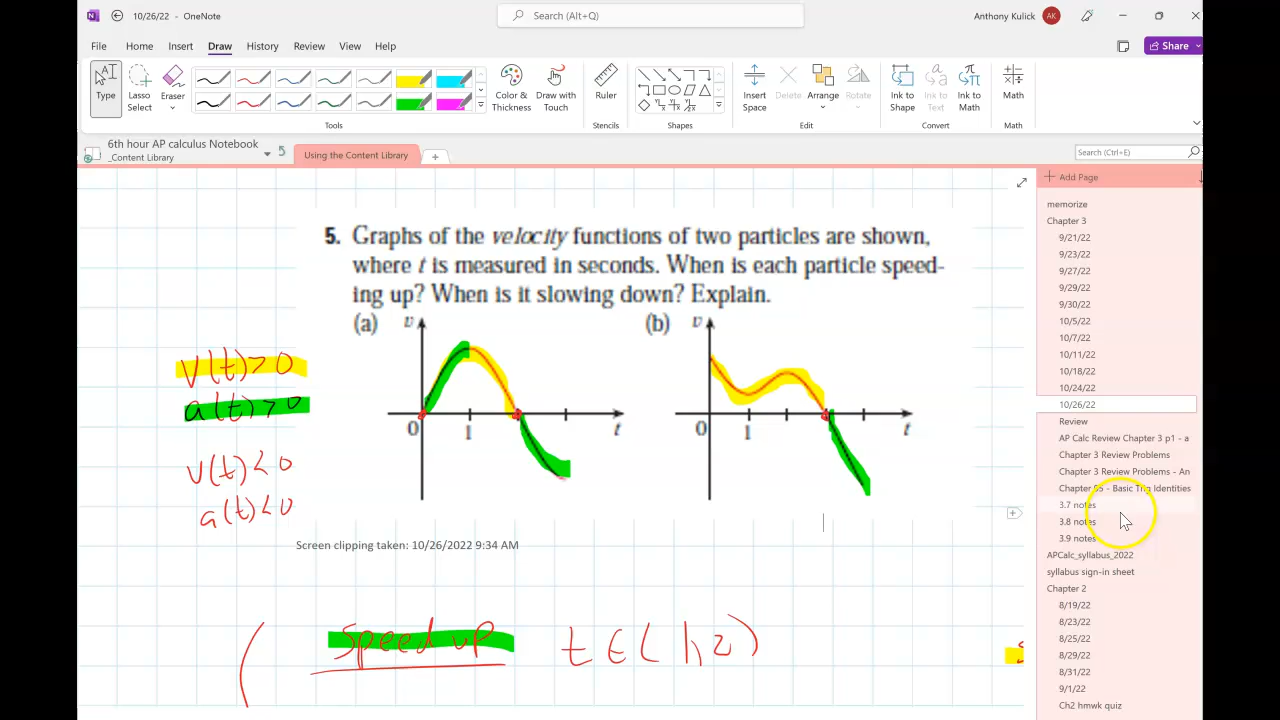 10/26/22 - OneNote
Search (Alt+Q)
Anthony Kulick
AK
File
Home
Insert
Draw
History
Review
View
Help
Share
Type
Lasso Select
Eraser
Color & Thickness
Draw with Touch
Ruler
Insert Space
Delete
Arrange
Rotate
Ink to Shape
Ink to Text
Ink to Math
Math
Tools
Stencils
Shapes
Edit
Convert
Math
6th hour AP calculus Notebook
_Content Library
Using the Content Library
Search (Ctrl+E)
Add Page
5. Graphs of the velocity functions of two particles are shown,
where t is measured in seconds. When is each particle speed-
ing up? When is it slowing down? Explain.
(a)
v
0
1
t
(b)
v
0
1
t
v(t)>0
a(t)>0
v(t)<0
a(t)<0
Screen clipping taken: 10/26/2022 9:34 AM
( speed up t∈(1,2)
memorize
Chapter 3
9/21/22
9/23/22
9/27/22
9/29/22
9/30/22
10/5/22
10/7/22
10/11/22
10/18/22
10/24/22
10/26/22
Review
AP Calc Review Chapter 3 p1 - a
Chapter 3 Review Problems
Chapter 3 Review Problems - An
Chapter 05 - Basic Trig Identities
3.7 notes
3.8 notes
3.9 notes
APCalc_syllabus_2022
syllabus sign-in sheet
Chapter 2
8/19/22
8/23/22
8/25/22
8/29/22
8/31/22
9/1/22
Ch2 hmwk quiz